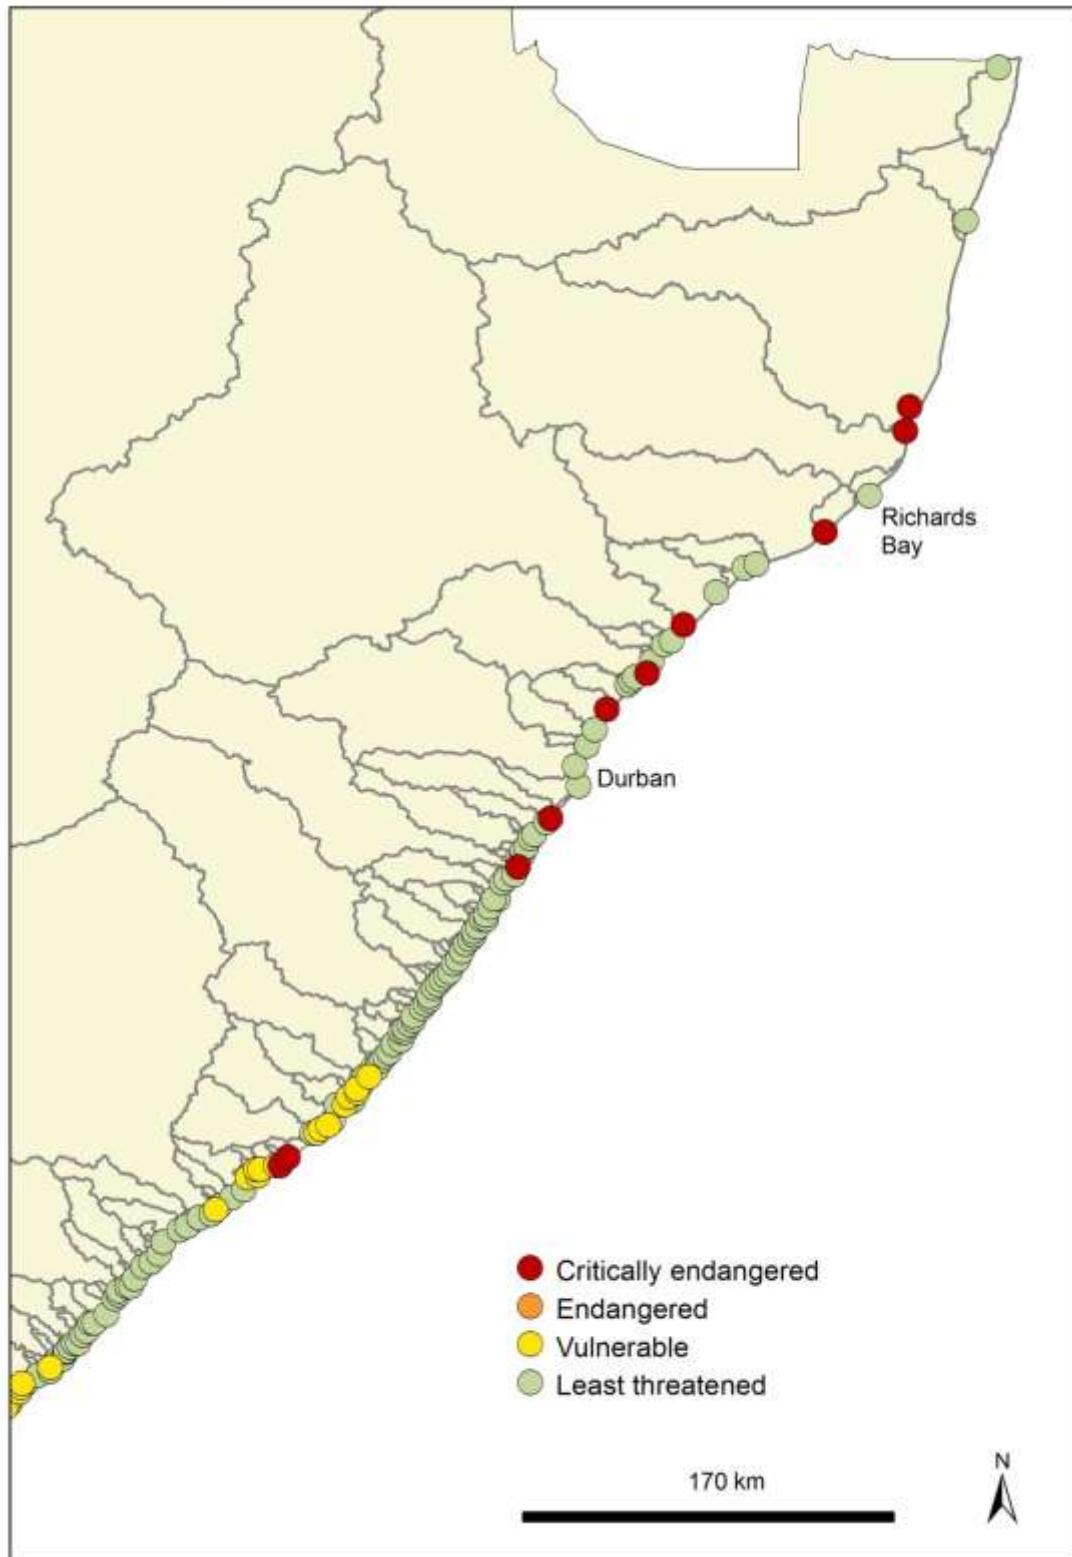 Richards
Bay
Durban
Critically endangered
Endangered
Vulnerable
Least threatened
170 km
N